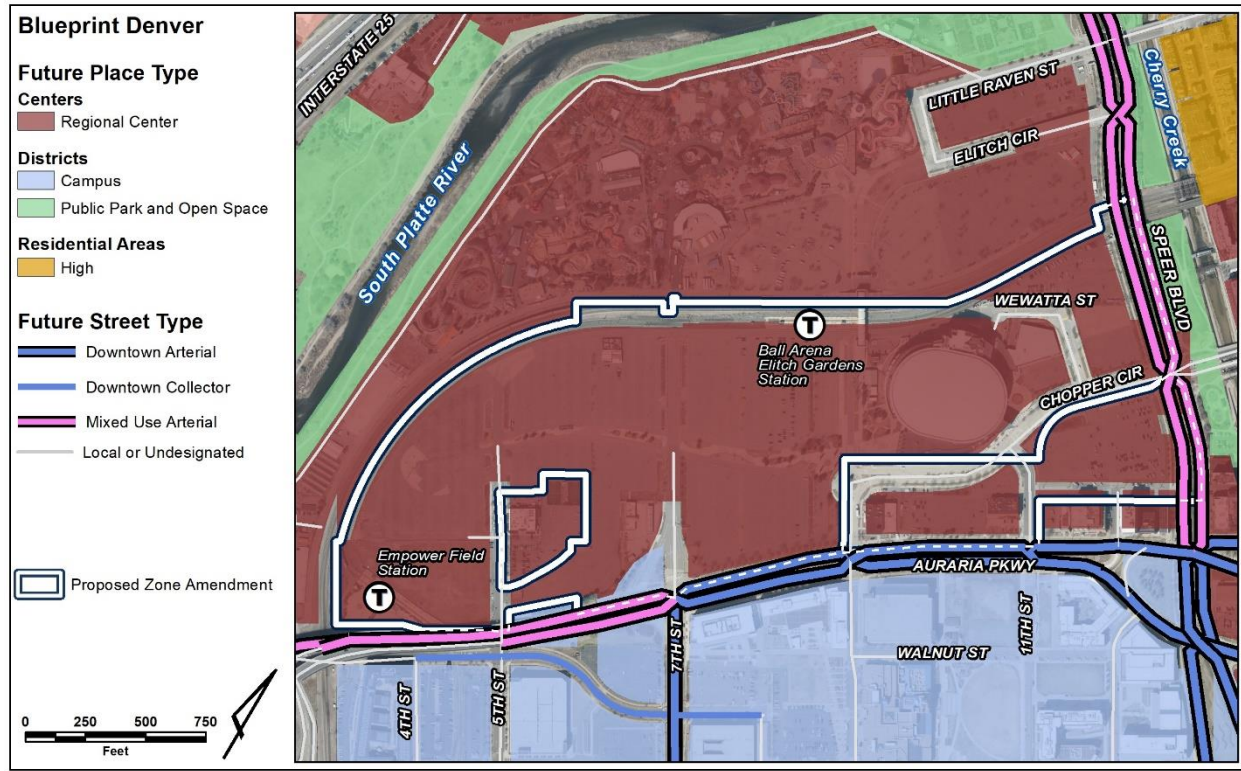 Blueprint Denver
Future Place Type
Centers
Regional Center
Districts
Campus
Public Park and Open Space
Residential Areas
High
Future Street Type
Downtown Arterial
Downtown Collector
Mixed Use Arterial
Local or Undesignated
Proposed Zone Amendment
0 250 500 750
Feet
INTERSTATE 25
South Platte River
LITTLE RAVEN ST
ELITCH CIR
Cherry Creek
SPEER BLVD
WEWATTA ST
T
Ball Arena
Elitch Gardens
Station
CHOPPER CIR
Empower Field
Station
T
AURARIA PKWY
4TH ST
5TH ST
7TH ST
WALNUT ST
11TH ST